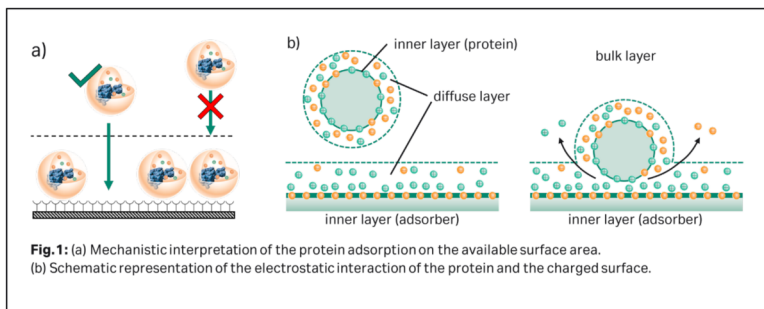 a)
b)
inner layer (protein)
diffuse layer
inner layer (adsorber)
bulk layer
inner layer (adsorber)
Fig.1: (a) Mechanistic interpretation of the protein adsorption on the available surface area.
(b) Schematic representation of the electrostatic interaction of the protein and the charged surface.